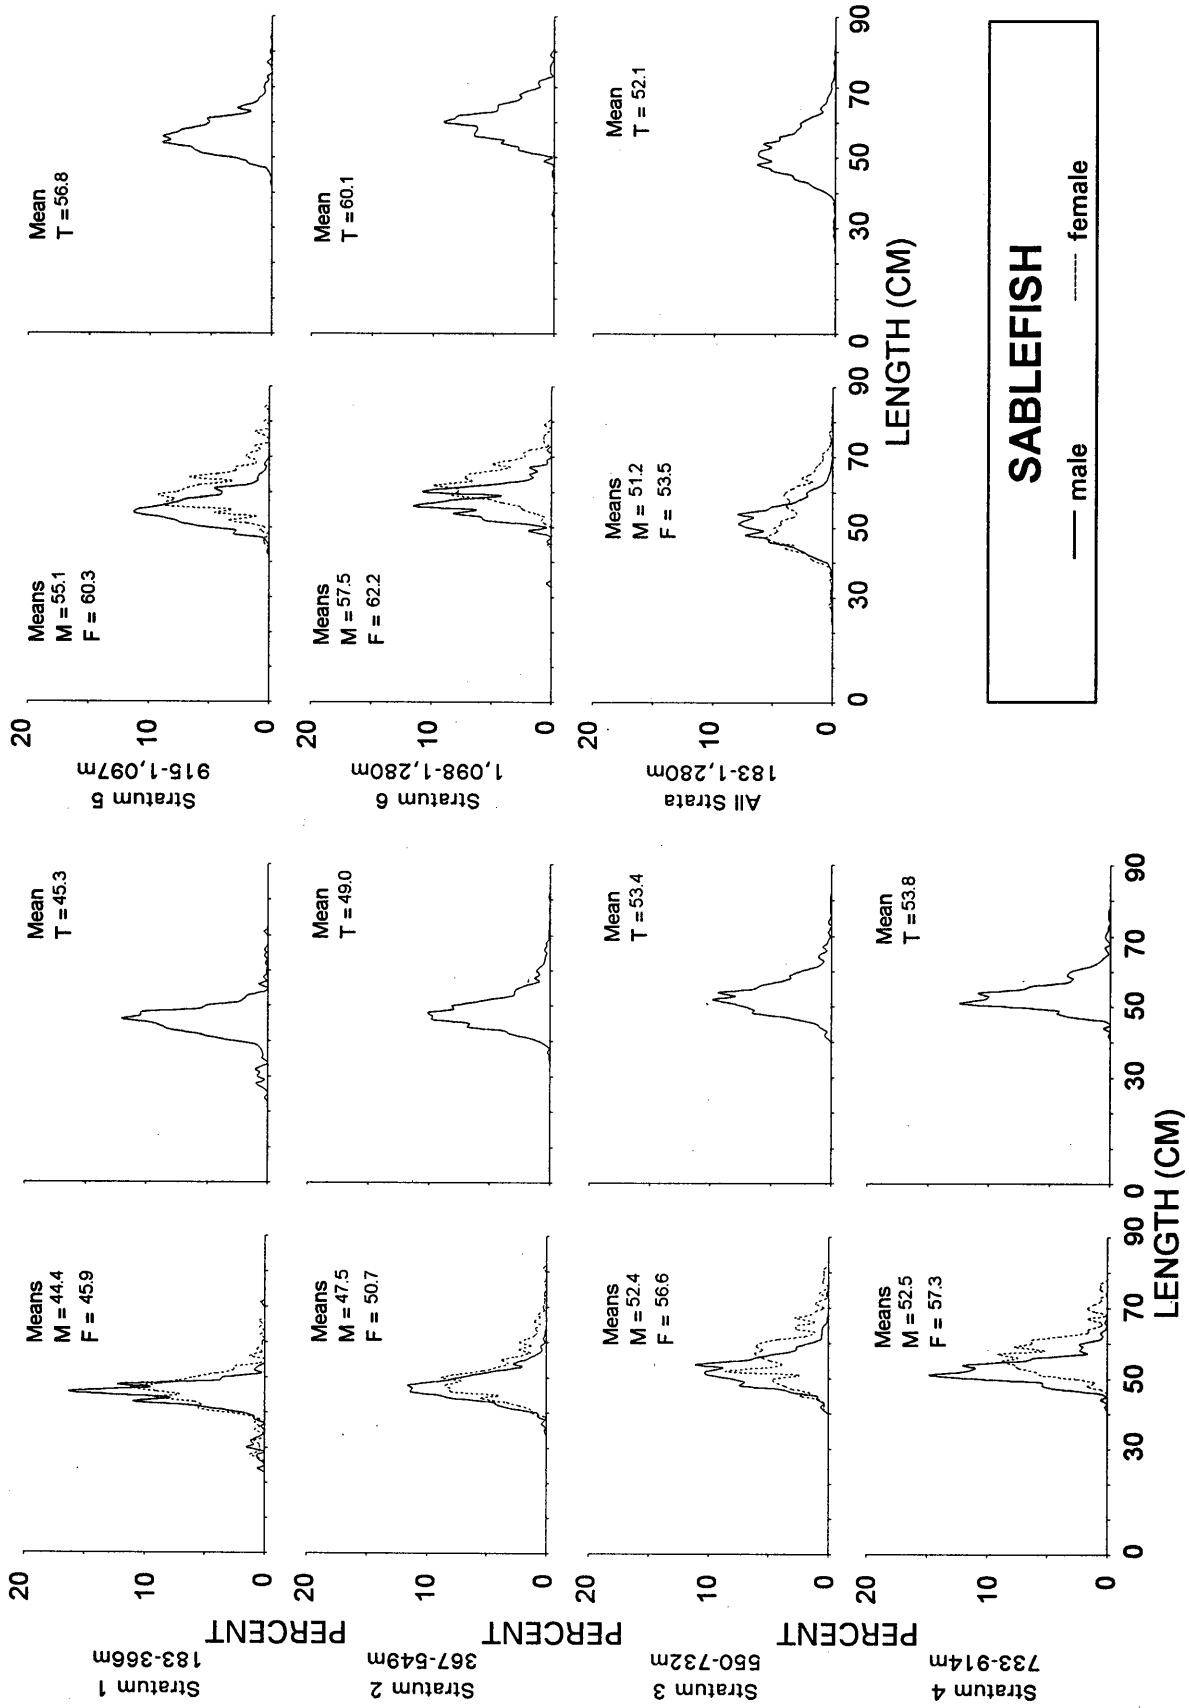 Stratum 1
183-366m
20
10
0
Means
M = 44.4
F = 45.9
Mean
T = 45.3
Stratum 2
367-549m
PERCENT
20
10
0
Means
M = 47.5
F = 50.7
Mean
T = 49.0
Stratum 3
550-732m
PERCENT
20
10
0
Means
M = 52.4
F = 56.6
Mean
T = 53.4
Stratum 4
733-914m
PERCENT
20
10
0
Means
M = 52.5
F = 57.3
Mean
T = 53.8
0 30 50 70 90
0 30 50 70 90
LENGTH (CM)
Stratum 5
915-1,097m
20
10
0
Means
M = 55.1
F = 60.3
Mean
T = 56.8
Stratum 6
1,098-1,280m
20
10
0
Means
M = 57.5
F = 62.2
Mean
T = 60.1
All Strata
183-1,280m
20
10
0
Means
M = 51.2
F = 53.5
Mean
T = 52.1
0 30 50 70 90
0 30 50 70 90
LENGTH (CM)
SABLEFISH
male female